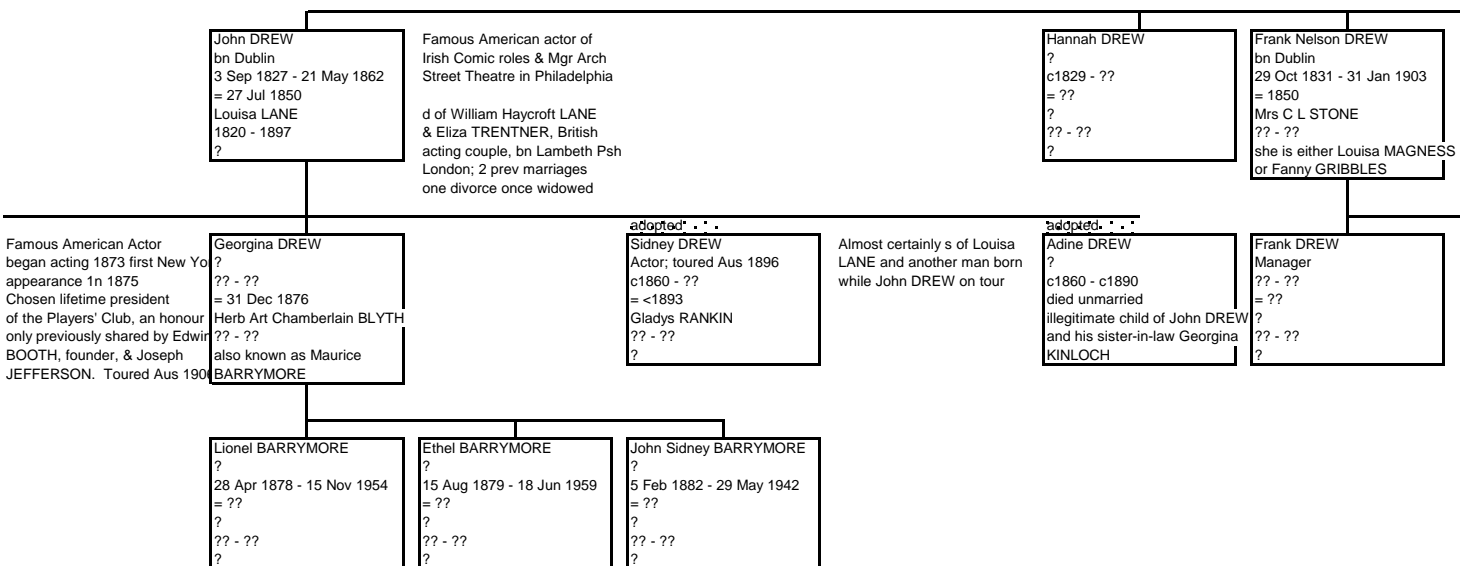 John DREW
bn Dublin
3 Sep 1827 - 21 May 1862
= 27 Jul 1850
Louisa LANE
1820 - 1897
?
Famous American actor of
Irish Comic roles & Mgr Arch
Street Theatre in Philadelphia
d of William Haycroft LANE
& Eliza TRENTNER, British
acting couple, bn Lambeth Psh
London; 2 prev marriages
one divorce once widowed
Hannah DREW
?
c1829 - ??
= ??
?
?? - ??
?
Frank Nelson DREW
bn Dublin
29 Oct 1831 - 31 Jan 1903
= 1850
Mrs C L STONE
?? - ??
she is either Louisa MAGNESS
or Fanny GRIBBLES
Famous American Actor
began acting 1873 first New Yo
appearance 1n 1875
Chosen lifetime president
of the Players' Club, an honour
only previously shared by Edwin
BOOTH, founder, & Joseph
JEFFERSON.  Toured Aus 190
Georgina DREW
?
?? - ??
= 31 Dec 1876
Herb Art Chamberlain BLYTH
?? - ??
also known as Maurice
BARRYMORE
adopted
Sidney DREW
Actor; toured Aus 1896
c1860 - ??
= <1893
Gladys RANKIN
?? - ??
?
Almost certainly s of Louisa
LANE and another man born
while John DREW on tour
adopted
Adine DREW
?
c1860 - c1890
died unmarried
illegitimate child of John DREW
and his sister-in-law Georgina
KINLOCH
Frank DREW
Manager
?? - ??
= ??
?
?? - ??
?
Lionel BARRYMORE
?
28 Apr 1878 - 15 Nov 1954
= ??
?
?? - ??
?
Ethel BARRYMORE
?
15 Aug 1879 - 18 Jun 1959
= ??
?
?? - ??
?
John Sidney BARRYMORE
?
5 Feb 1882 - 29 May 1942
= ??
?
?? - ??
?